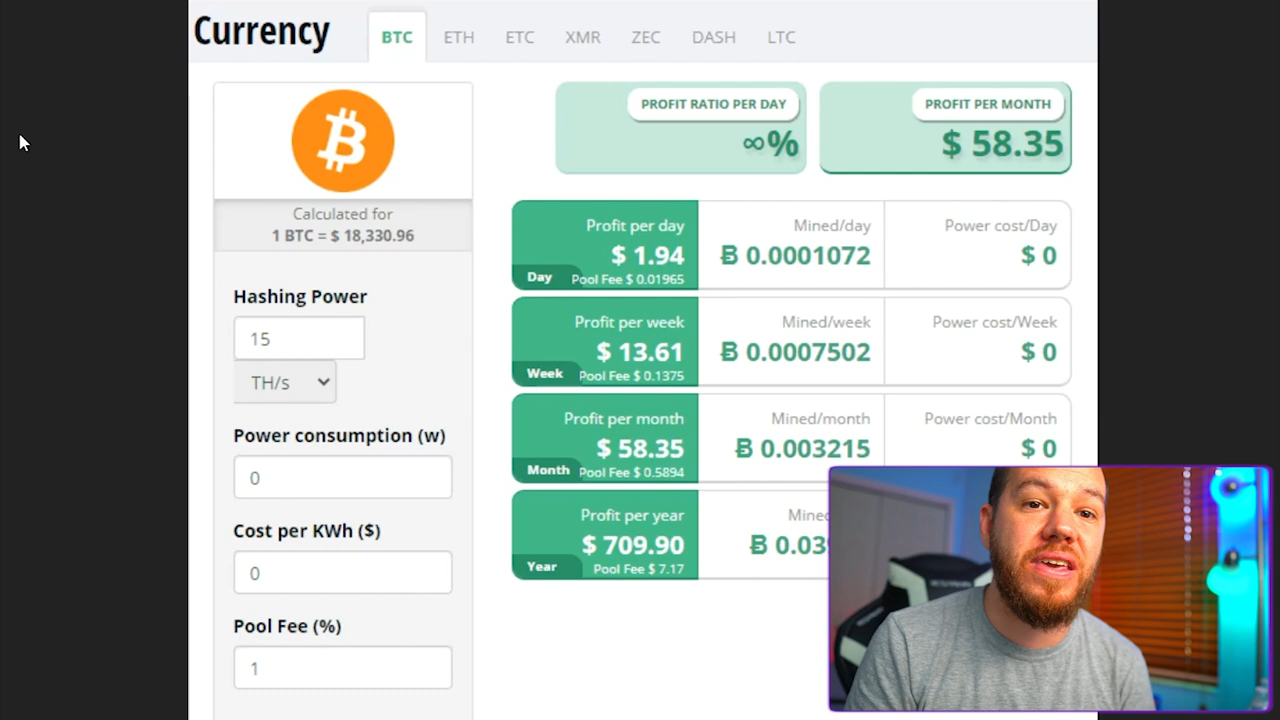 Currency
BTC
ETH
ETC
XMR
ZEC
DASH
LTC
Calculated for
1 BTC = $ 18,330.96
Hashing Power
15
TH/s
Power consumption (w)
0
Cost per KWh ($)
0
Pool Fee (%)
1
PROFIT RATIO PER DAY
∞%
PROFIT PER MONTH
$ 58.35
Profit per day
$ 1.94
Day
Pool Fee $ 0.01965
Mined/day
Ƀ 0.0001072
Power cost/Day
$ 0
Profit per week
$ 13.61
Week
Pool Fee $ 0.1375
Mined/week
Ƀ 0.0007502
Power cost/Week
$ 0
Profit per month
$ 58.35
Month
Pool Fee $ 0.5894
Mined/month
Ƀ 0.003215
Power cost/Month
$ 0
Profit per year
$ 709.90
Year
Pool Fee $ 7.17
Mined
Ƀ 0.03